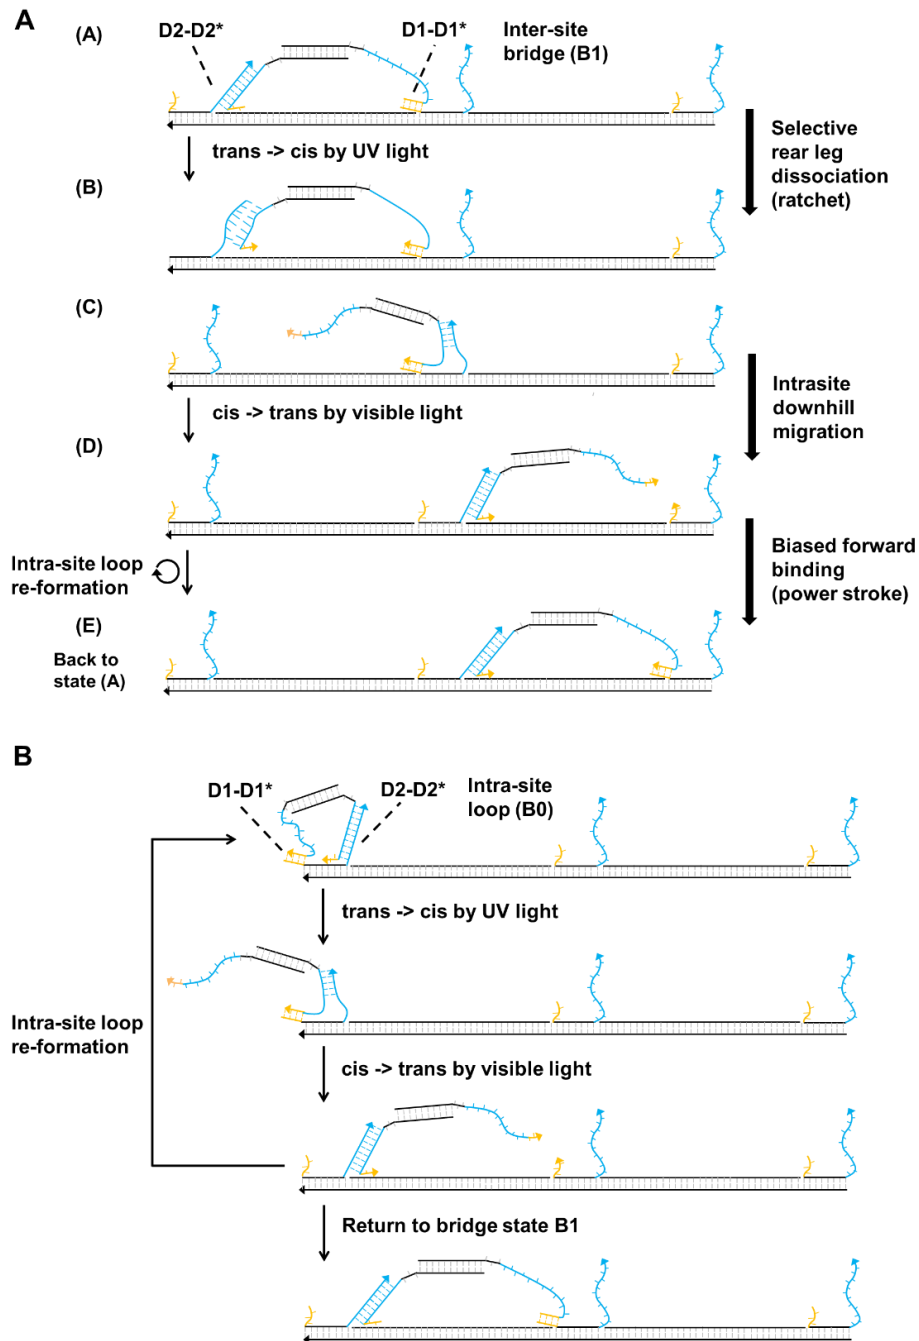 A
(A)
D2-D2*
D1-D1*
Inter-site
bridge (B1)
trans -> cis by UV light
Selective
rear leg
dissociation
(ratchet)
(B)
(C)
cis -> trans by visible light
Intrasite
downhill
migration
(D)
Intra-site loop
re-formation
Biased forward
binding
(power stroke)
(E)
Back to
state (A)
B
D1-D1*
D2-D2*
Intra-site
loop (B0)
trans -> cis by UV light
Intra-site loop
re-formation
cis -> trans by visible light
Return to bridge state B1